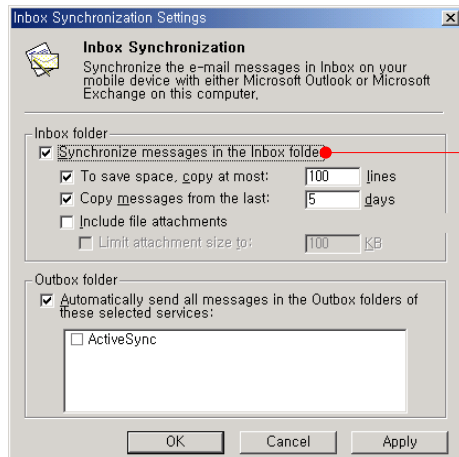 Inbox Synchronization Settings
Inbox Synchronization
Synchronize the e-mail messages in Inbox on your
mobile device with either Microsoft Outlook or Microsoft
Exchange on this computer,
Inbox folder
Synchronize messages in the Inbox folder
To save space, copy at most: 100 lines
Copy messages from the last: 5 days
Include file attachments
Limit attachment size to: 100 KB
Outbox folder
Automatically send all messages in the Outbox folders of
these selected services:
ActiveSync
OK Cancel Apply